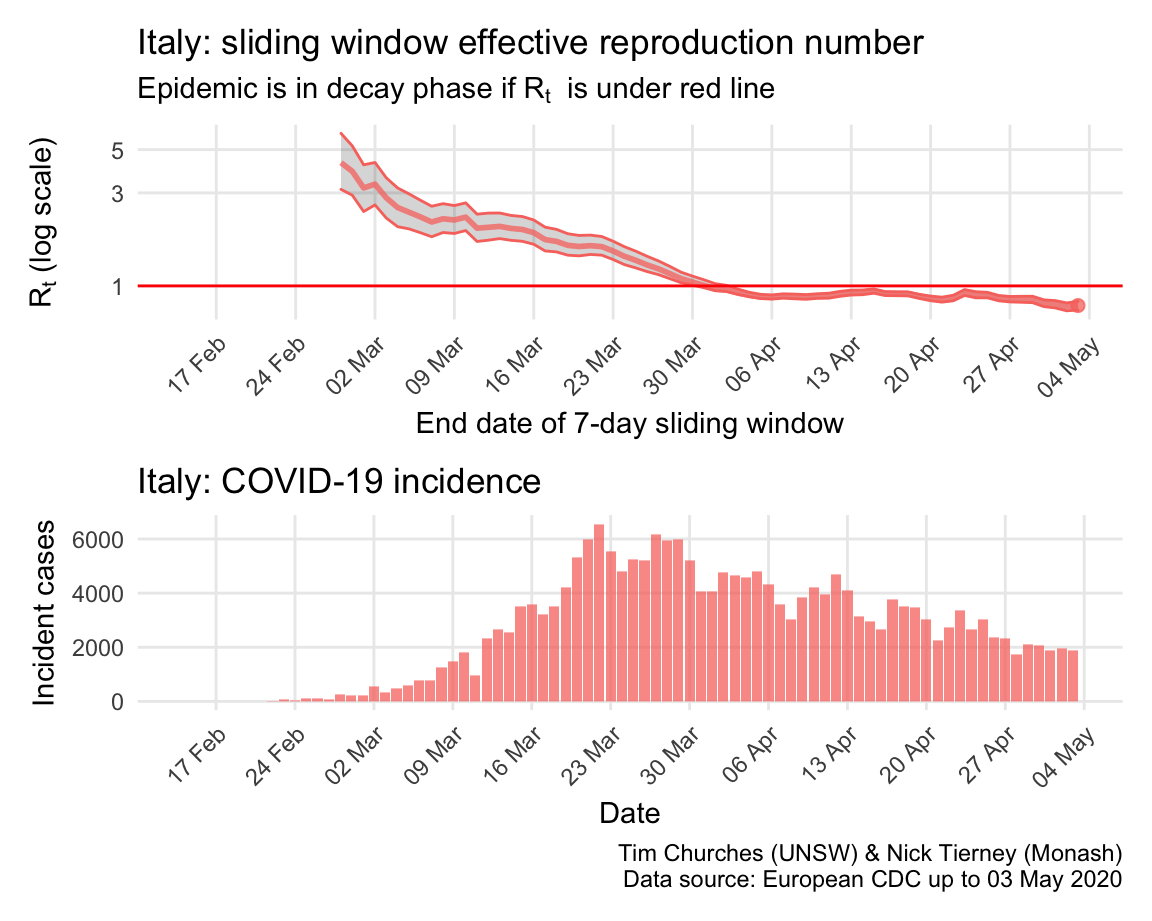 Italy: sliding window effective reproduction number
Epidemic is in decay phase if Rt is under red line
Rt (log scale)
5
3
1
17 Feb
24 Feb
02 Mar
09 Mar
16 Mar
23 Mar
30 Mar
06 Apr
13 Apr
20 Apr
27 Apr
04 May
End date of 7-day sliding window
Italy: COVID-19 incidence
Incident cases
6000
4000
2000
0
17 Feb
24 Feb
02 Mar
09 Mar
16 Mar
23 Mar
30 Mar
06 Apr
13 Apr
20 Apr
27 Apr
04 May
Date
Tim Churches (UNSW) & Nick Tierney (Monash)
Data source: European CDC up to 03 May 2020